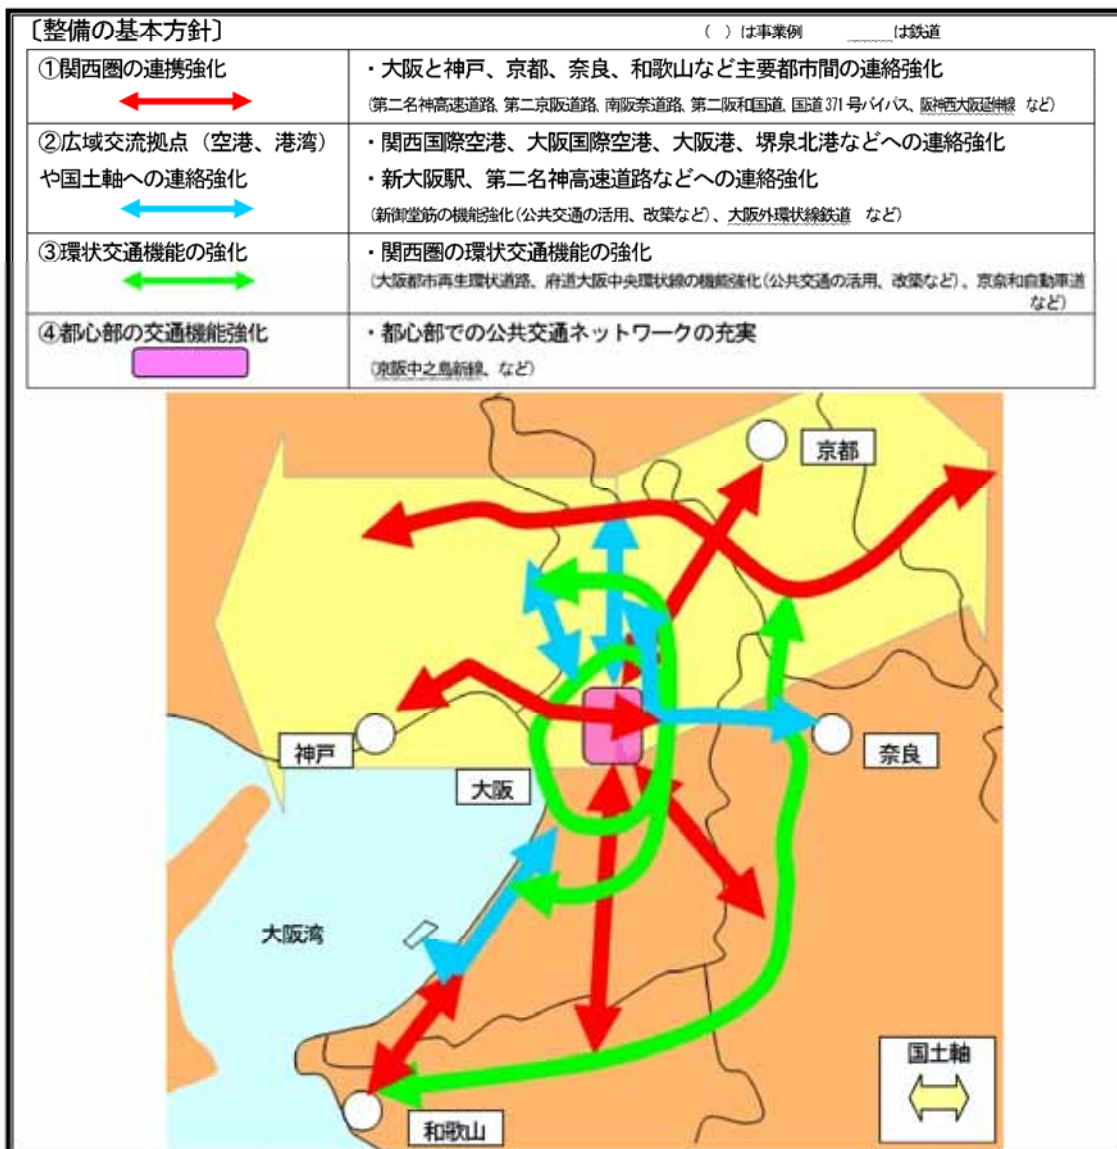 〔整備の基本方針〕
（　）は事業例　　　　は鉄道
①関西圏の連携強化
・大阪と神戸、京都、奈良、和歌山など主要都市間の連絡強化
（第二名神高速道路、第二京阪道路、南阪奈道路、第二阪和国道、国道371号バイパス、阪神西大阪延伸線　など）
②広域交流拠点（空港、港湾）
や国土軸への連絡強化
・関西国際空港、大阪国際空港、大阪港、堺泉北港などへの連絡強化
・新大阪駅、第二名神高速道路などへの連絡強化
（新御堂筋の機能強化（公共交通の活用、改築など）、大阪外環状線鉄道　など）
③環状交通機能の強化
・関西圏の環状交通機能の強化
（大阪都市再生環状道路、府道大阪中央環状線の機能強化（公共交通の活用、改築など）、京奈和自動車道
など）
④都心部の交通機能強化
・都心部での公共交通ネットワークの充実
（京阪中之島新線、など）
京都
神戸
奈良
大阪
大阪湾
国土軸
和歌山